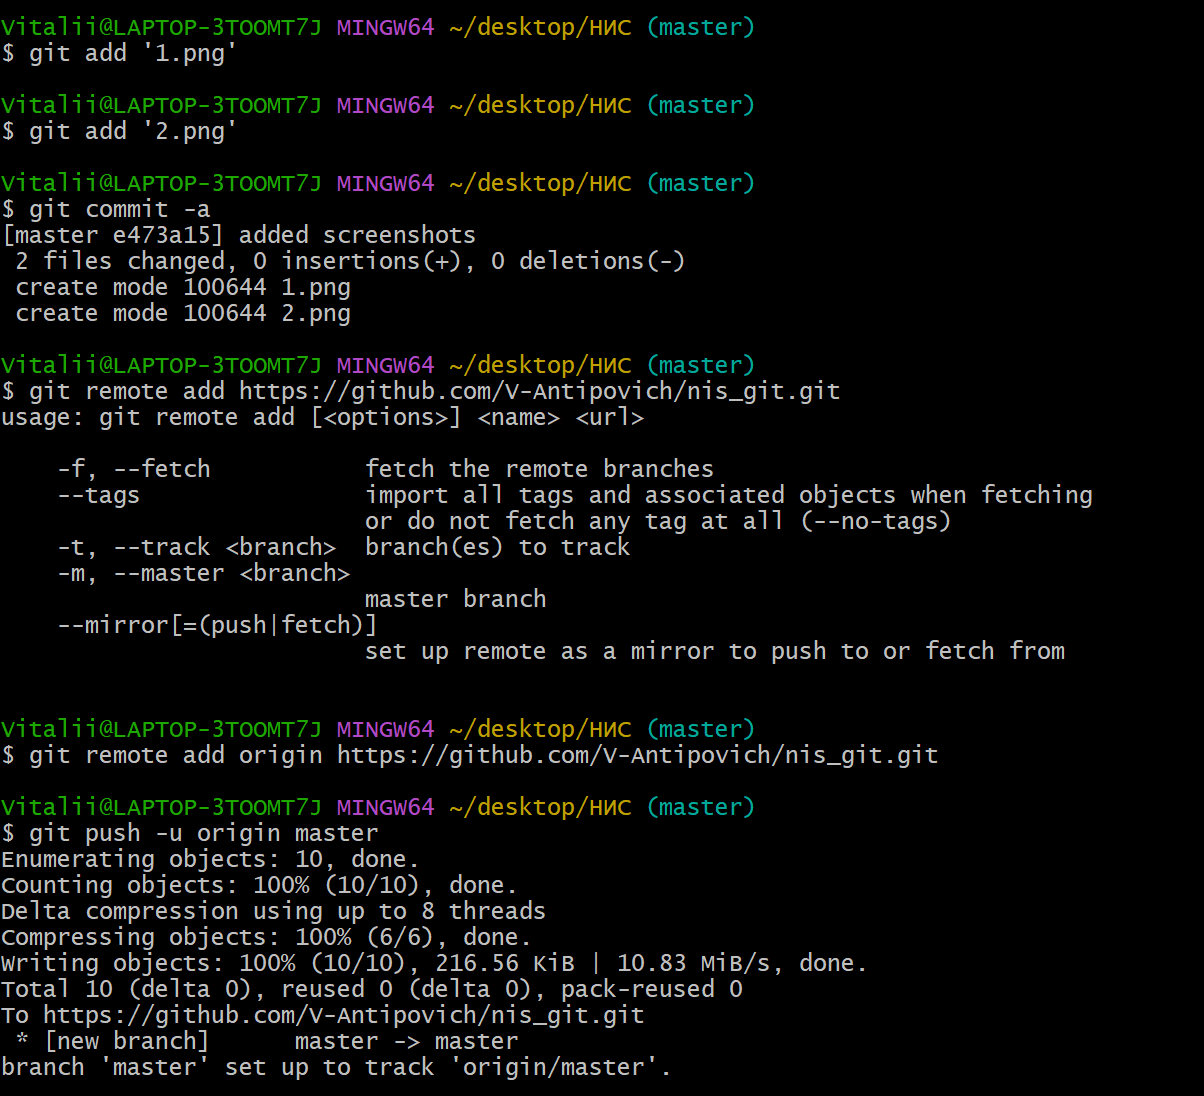 Vitalii@LAPTOP-3TOOMT7J MINGW64 ~/desktop/НИС (master)
$ git add '1.png'
Vitalii@LAPTOP-3TOOMT7J MINGW64 ~/desktop/НИС (master)
$ git add '2.png'
Vitalii@LAPTOP-3TOOMT7J MINGW64 ~/desktop/НИС (master)
$ git commit -a
[master e473a15] added screenshots
 2 files changed, 0 insertions(+), 0 deletions(-)
 create mode 100644 1.png
 create mode 100644 2.png
Vitalii@LAPTOP-3TOOMT7J MINGW64 ~/desktop/НИС (master)
$ git remote add https://github.com/V-Antipovich/nis_git.git
usage: git remote add [<options>] <name> <url>
    -f, --fetch           fetch the remote branches
    --tags                import all tags and associated objects when fetching
                          or do not fetch any tag at all (--no-tags)
    -t, --track <branch>  branch(es) to track
    -m, --master <branch>
                          master branch
    --mirror[=(push|fetch)]
                          set up remote as a mirror to push to or fetch from
Vitalii@LAPTOP-3TOOMT7J MINGW64 ~/desktop/НИС (master)
$ git remote add origin https://github.com/V-Antipovich/nis_git.git
Vitalii@LAPTOP-3TOOMT7J MINGW64 ~/desktop/НИС (master)
$ git push -u origin master
Enumerating objects: 10, done.
Counting objects: 100% (10/10), done.
Delta compression using up to 8 threads
Compressing objects: 100% (6/6), done.
Writing objects: 100% (10/10), 216.56 KiB | 10.83 MiB/s, done.
Total 10 (delta 0), reused 0 (delta 0), pack-reused 0
To https://github.com/V-Antipovich/nis_git.git
 * [new branch]      master -> master
branch 'master' set up to track 'origin/master'.